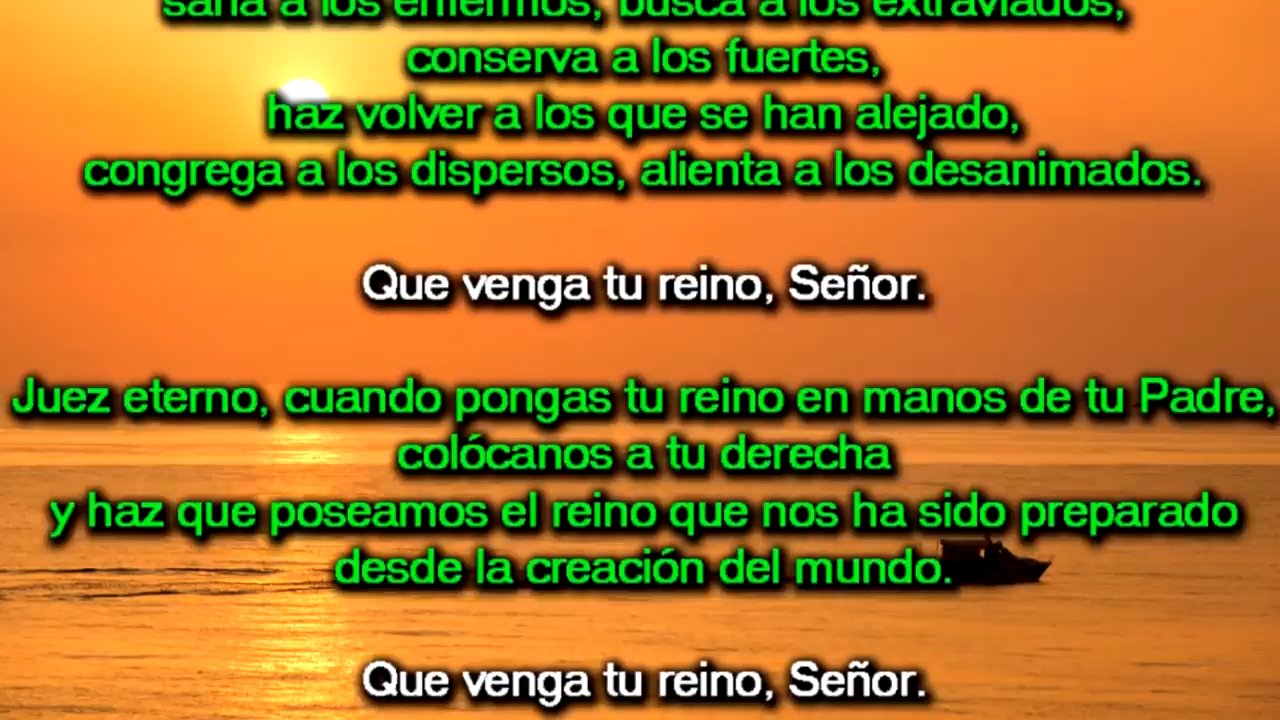 sana a los enfermos, busca a los extraviados,
conserva a los fuertes,
haz volver a los que se han alejado,
congrega a los dispersos, alienta a los desanimados.
Que venga tu reino, Señor.
Juez eterno, cuando pongas tu reino en manos de tu Padre,
colócanos a tu derecha
y haz que poseamos el reino que nos ha sido preparado
desde la creación del mundo.
Que venga tu reino, Señor.